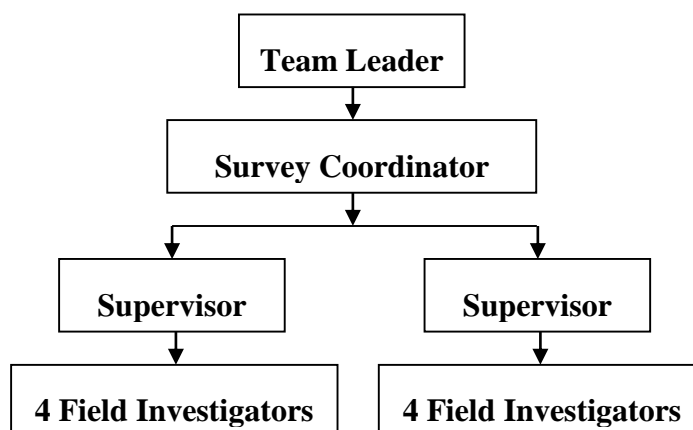 Team Leader
Survey Coordinator
Supervisor
Supervisor
4 Field Investigators
4 Field Investigators